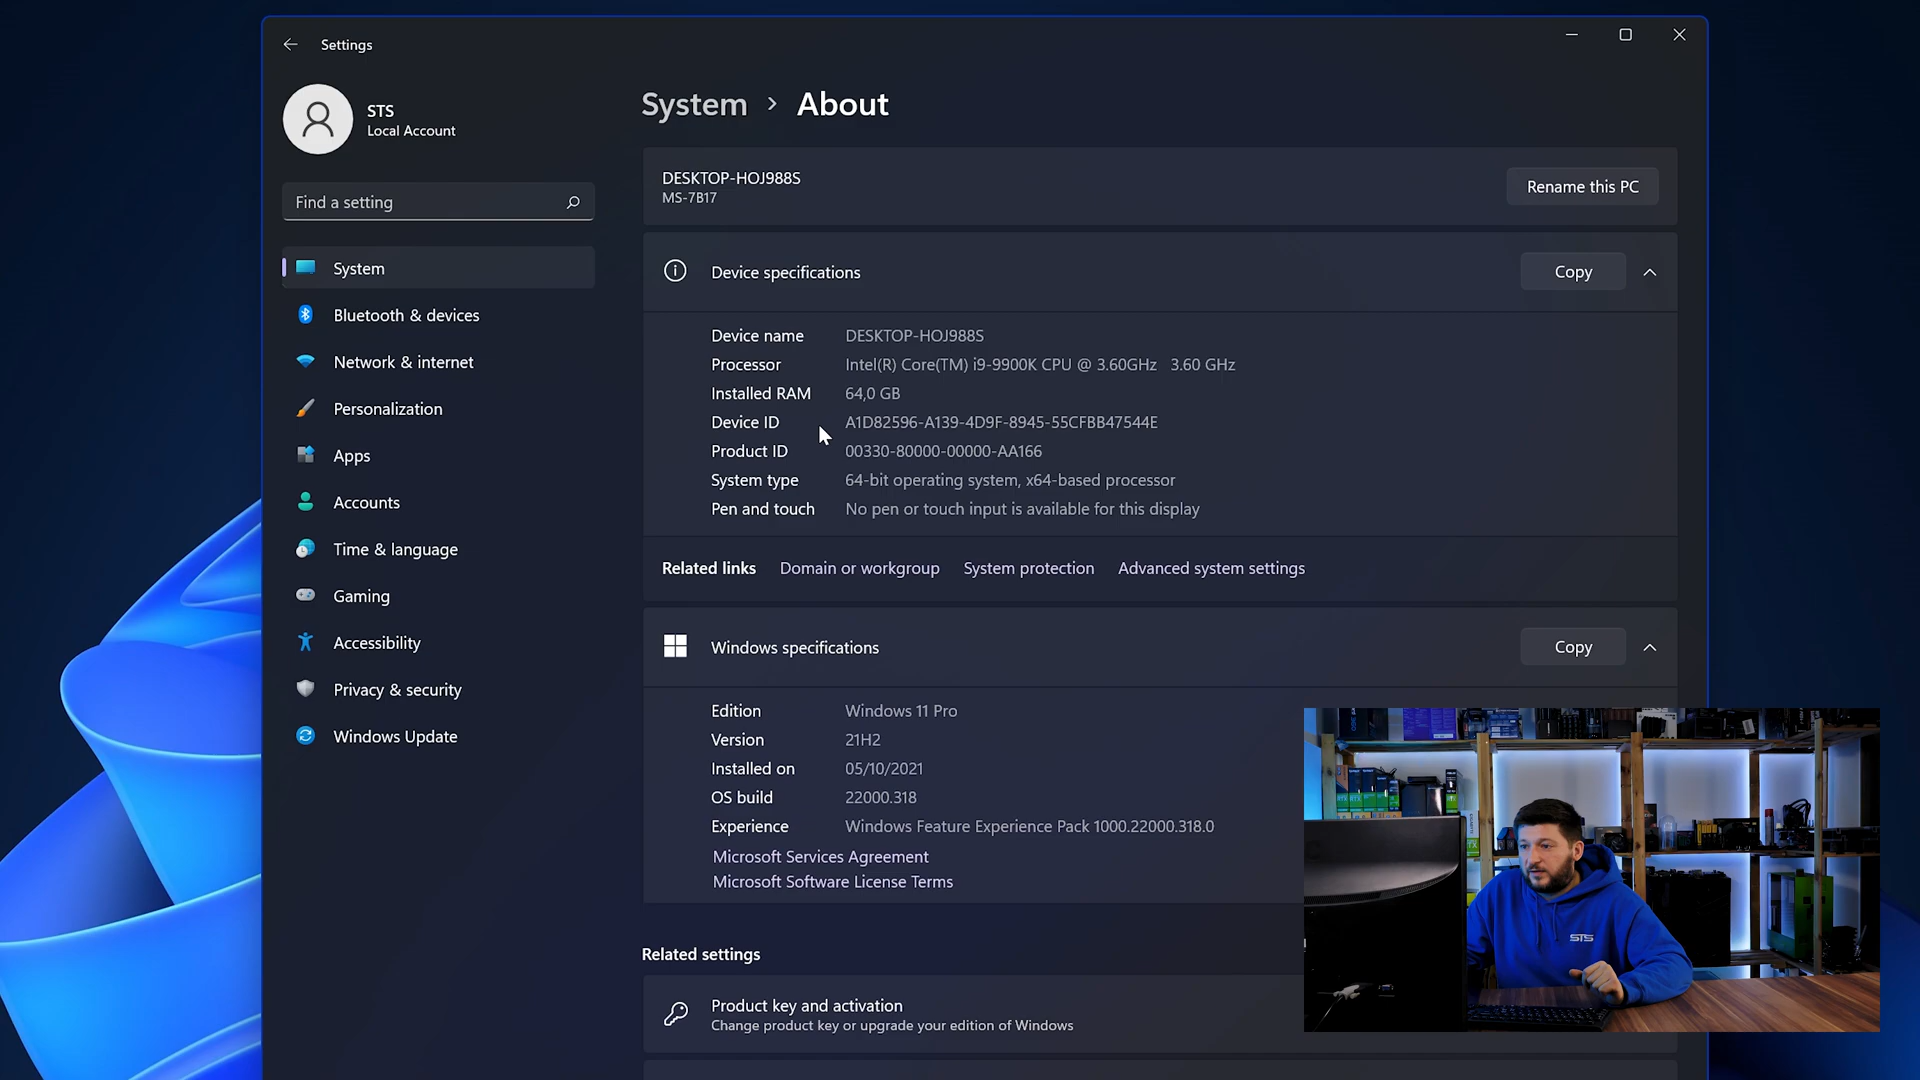 Settings
STS
Local Account
Find a setting
System
Bluetooth & devices
Network & internet
Personalization
Apps
Accounts
Time & language
Gaming
Accessibility
Privacy & security
Windows Update
System > About
DESKTOP-HOJ988S
MS-7B17
Rename this PC
Device specifications
Copy
Device name DESKTOP-HOJ988S
Processor Intel(R) Core(TM) i9-9900K CPU @ 3.60GHz 3.60 GHz
Installed RAM 64,0 GB
Device ID A1D82596-A139-4D9F-8945-55CFBB47544E
Product ID 00330-80000-00000-AA166
System type 64-bit operating system, x64-based processor
Pen and touch No pen or touch input is available for this display
Related links Domain or workgroup System protection Advanced system settings
Windows specifications
Copy
Edition Windows 11 Pro
Version 21H2
Installed on 05/10/2021
OS build 22000.318
Experience Windows Feature Experience Pack 1000.22000.318.0
Microsoft Services Agreement
Microsoft Software License Terms
Related settings
Product key and activation
Change product key or upgrade your edition of Windows
STS